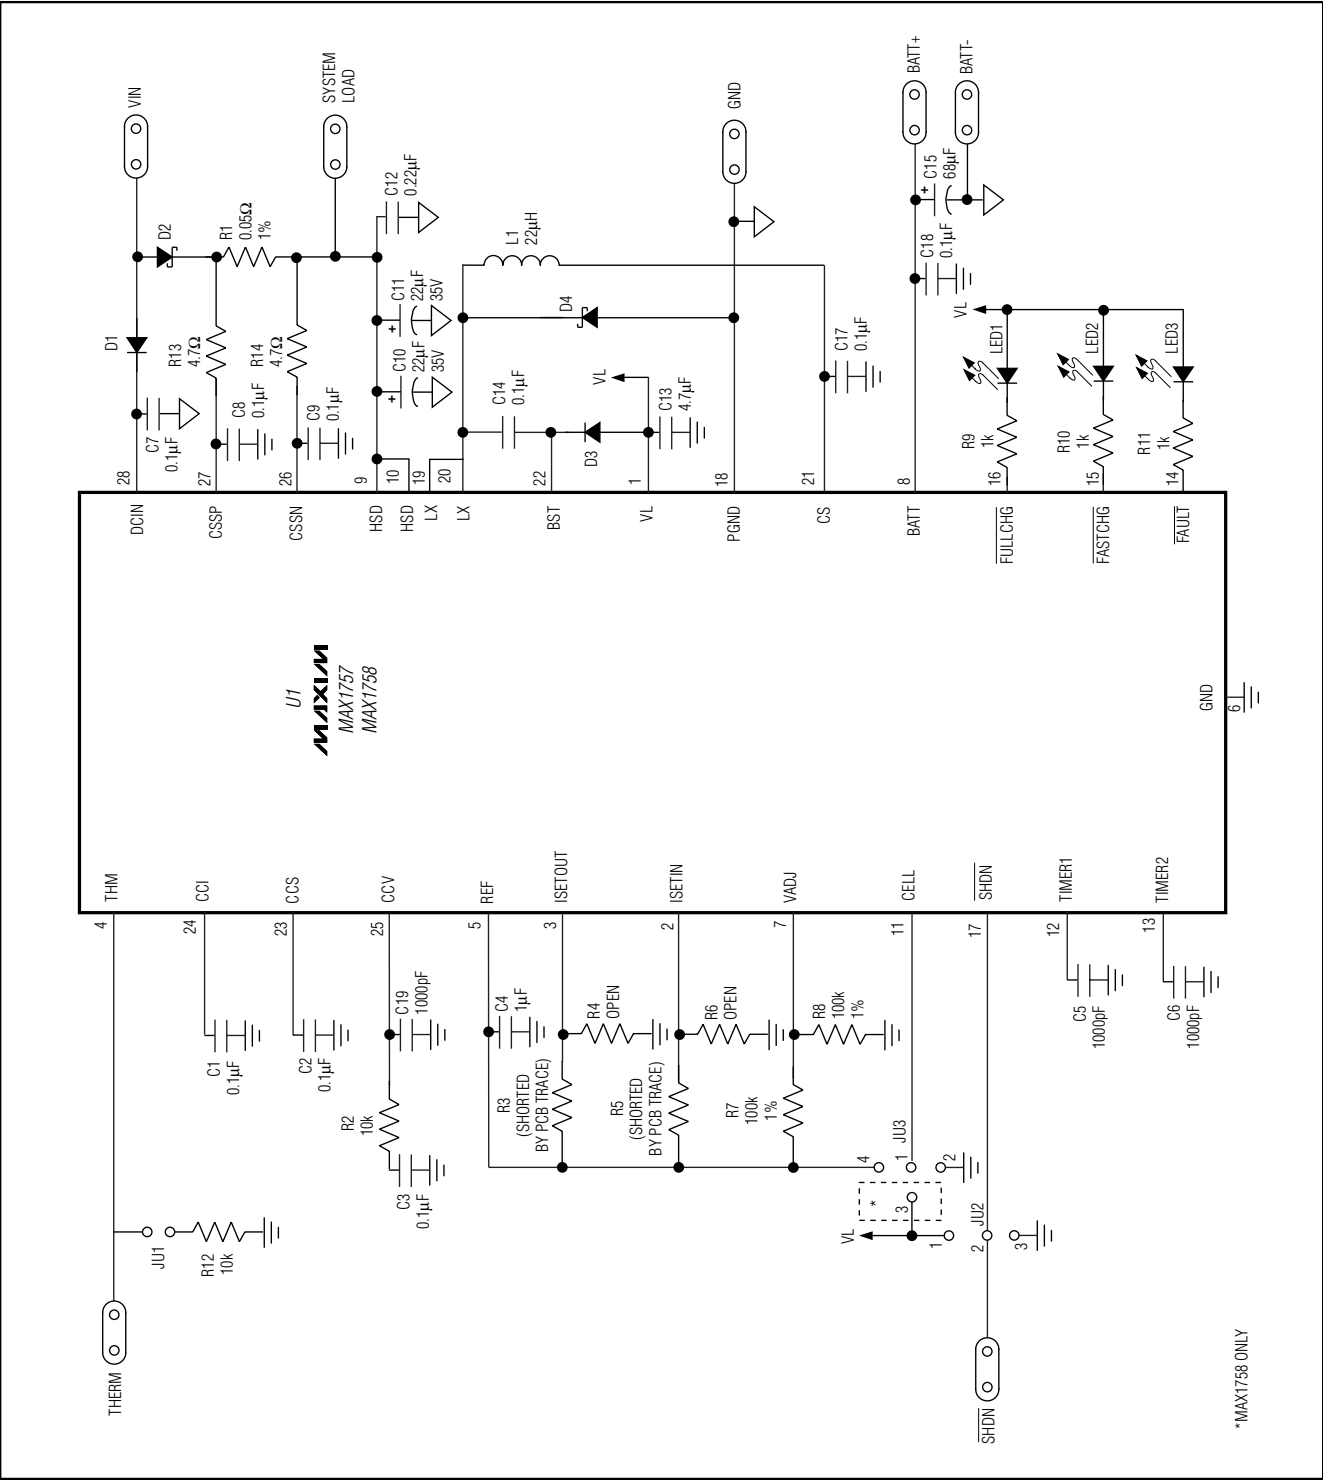 THERM
JU1
R12
10k
4
THM
C1
0.1µF
24
CCI
C2
0.1µF
23
CCS
C3
0.1µF
R2
10k
C19
1000pF
25
CCV
C4
1µF
5
REF
R3
(SHORTED
BY PCB TRACE)
R4
OPEN
3
ISETOUT
R5
(SHORTED
BY PCB TRACE)
R6
OPEN
2
ISETIN
R7
100k
1%
R8
100k
1%
7
VADJ
VL
*
3
4
1
2
JU3
11
CELL
SHDN
1
2
3
JU2
17
SHDN
C5
1000pF
12
TIMER1
C6
1000pF
13
TIMER2
*MAX1758 ONLY
U1
MAXIM
MAX1757
MAX1758
GND
6
DCIN
28
C7
0.1µF
D1
VIN
D2
CSSP
27
C8
0.1µF
R13
4.7Ω
R1
0.05Ω
1%
CSSN
26
C9
0.1µF
R14
4.7Ω
SYSTEM
LOAD
HSD
9
HSD
10
C10
22µF
35V
C11
22µF
35V
C12
0.22µF
LX
19
LX
20
C14
0.1µF
L1
22µH
BST
22
D3
D4
VL
VL
1
C13
4.7µF
PGND
18
GND
CS
21
C17
0.1µF
BATT
8
C18
0.1µF
C15
68µF
BATT+
BATT-
FULLCHG
16
R9
1k
LED1
VL
FASTCHG
15
R10
1k
LED2
FAULT
14
R11
1k
LED3